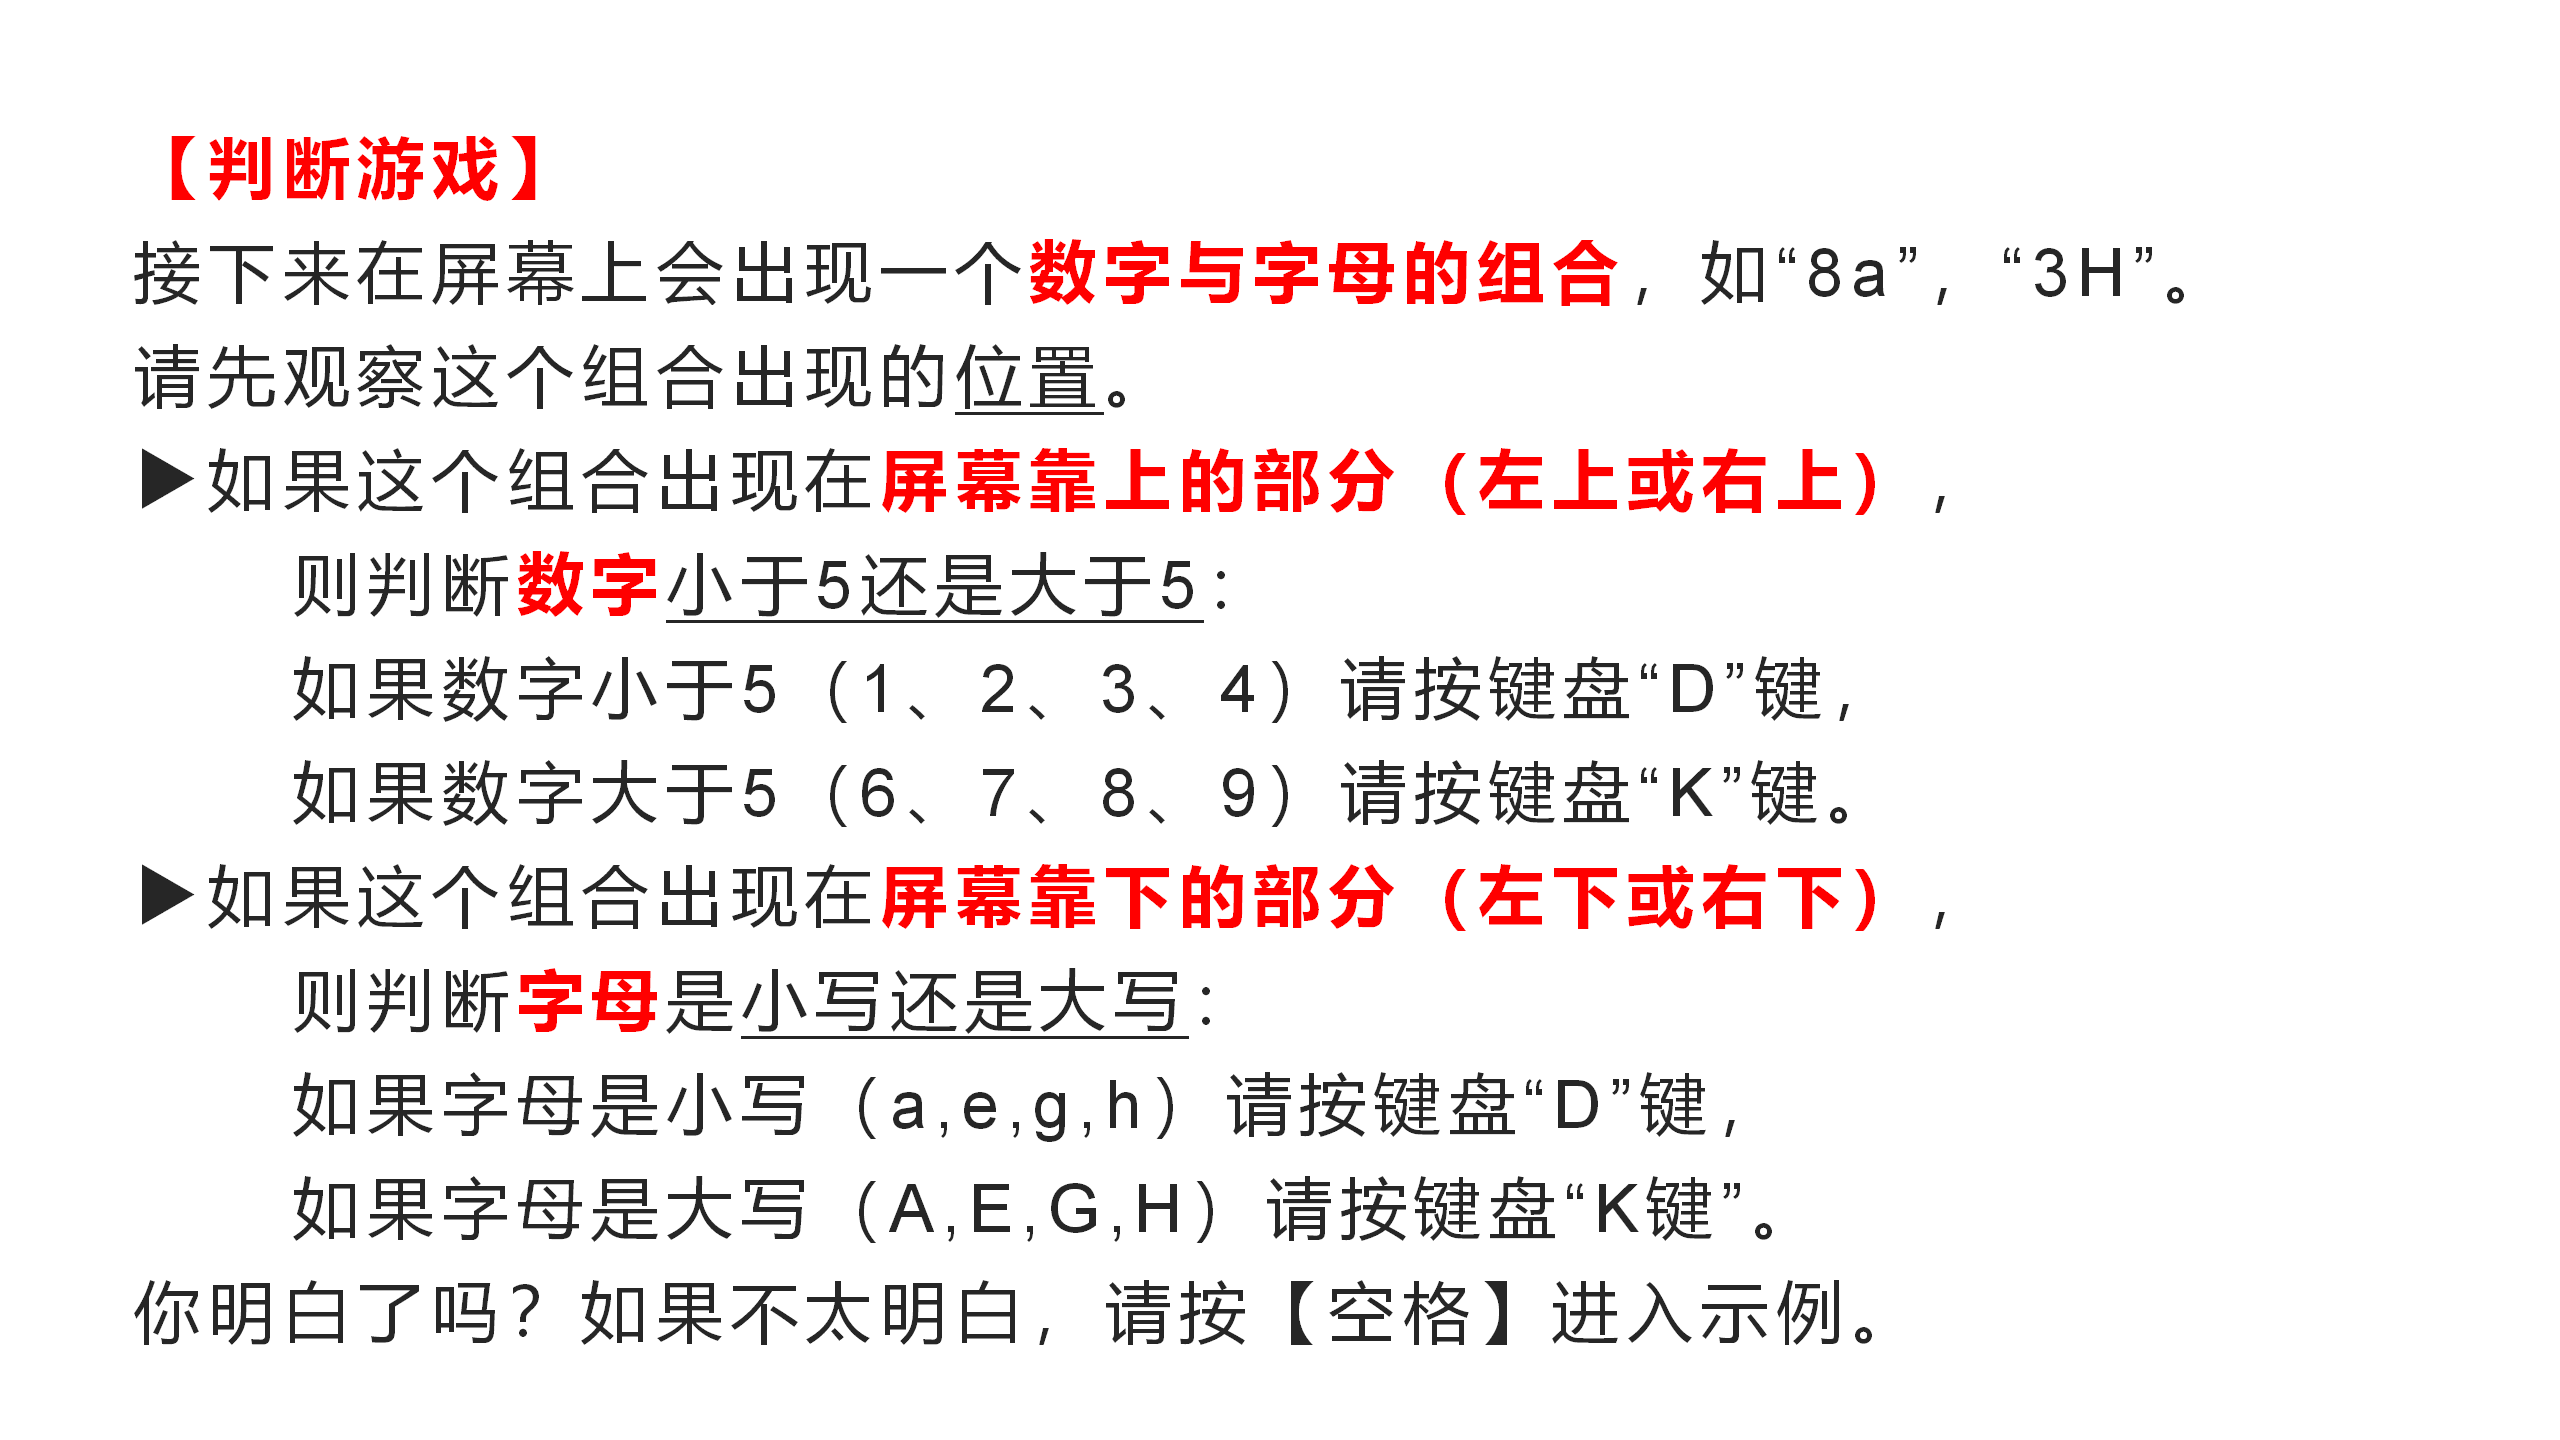 【判断游戏】
接下来在屏幕上会出现一个数字与字母的组合，如“8a”，“3H”。
请先观察这个组合出现的位置。
▶如果这个组合出现在屏幕靠上的部分（左上或右上），
则判断数字小于5还是大于5：
如果数字小于5（1、2、3、4）请按键盘“D”键，
如果数字大于5（6、7、8、9）请按键盘“K”键。
▶如果这个组合出现在屏幕靠下的部分（左下或右下），
则判断字母是小写还是大写：
如果字母是小写（a,e,g,h）请按键盘“D”键，
如果字母是大写（A,E,G,H）请按键盘“K键”。
你明白了吗？如果不太明白，请按【空格】进入示例。